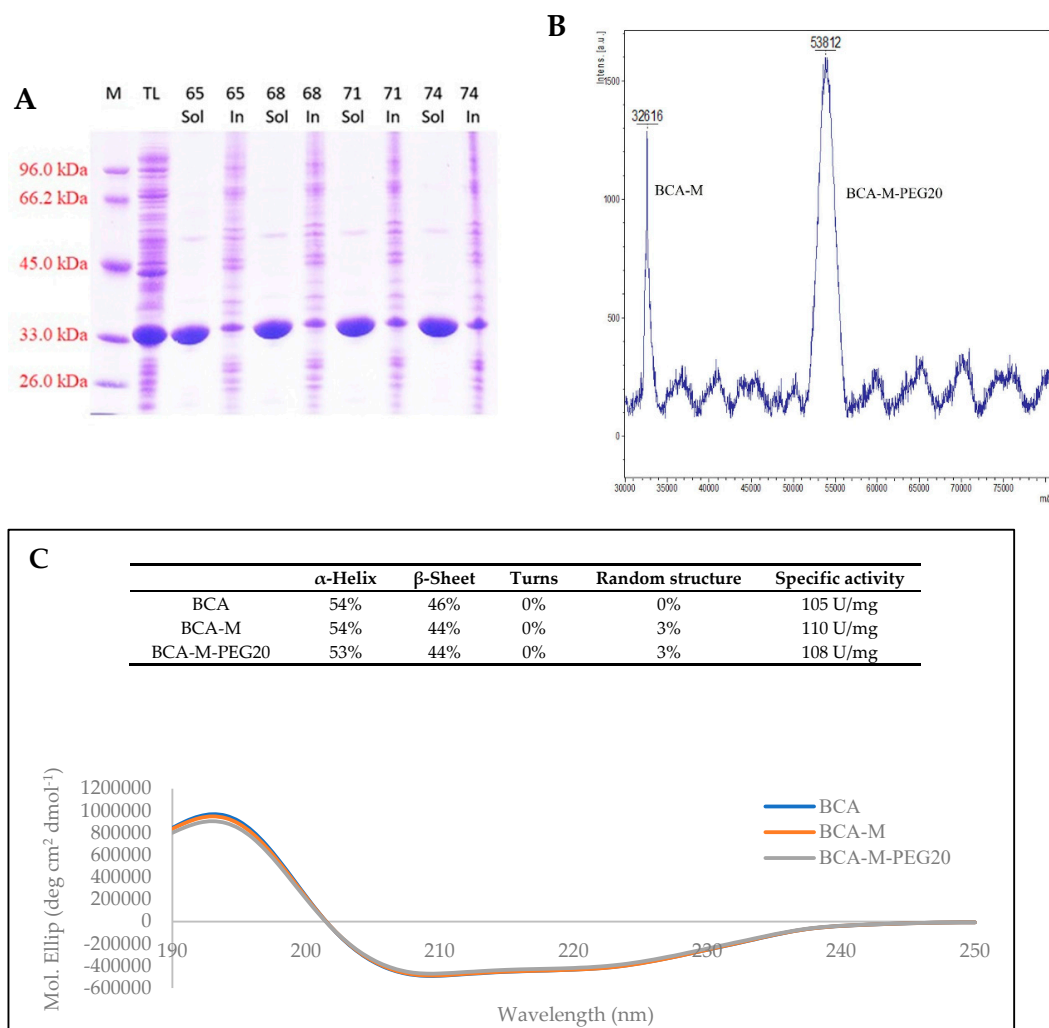 A
M TL 65 65 68 68 71 71 74 74
Sol In Sol In Sol In Sol In
96.0 kDa
66.2 kDa
45.0 kDa
33.0 kDa
26.0 kDa
B
Intens. [a.u.]
53812
1500
32616
BCA-M
BCA-M-PEG20
1000
500
0
30000 35000 40000 45000 50000 55000 60000 65000 70000 75000
C
α-Helix β-Sheet Turns Random structure Specific activity
BCA 54% 46% 0% 0% 105 U/mg
BCA-M 54% 44% 0% 3% 110 U/mg
BCA-M-PEG20 53% 44% 0% 3% 108 U/mg
Mol. Ellip (deg cm² dmol⁻¹)
1200000
1000000
800000
600000
400000
200000
0
-200000
-400000
-600000
190 200 210 220 230 240 250
Wavelength (nm)
BCA
BCA-M
BCA-M-PEG20